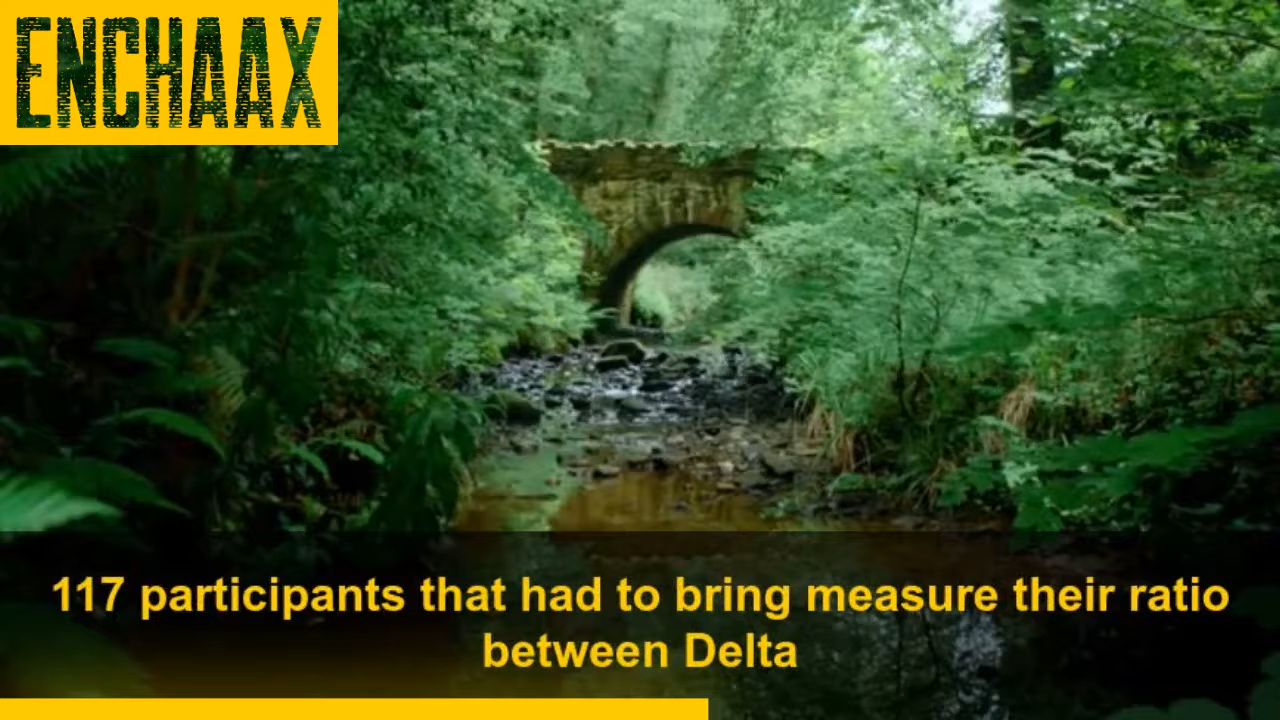 ENCHAAX
117 participants that had to bring measure their ratio
between Delta